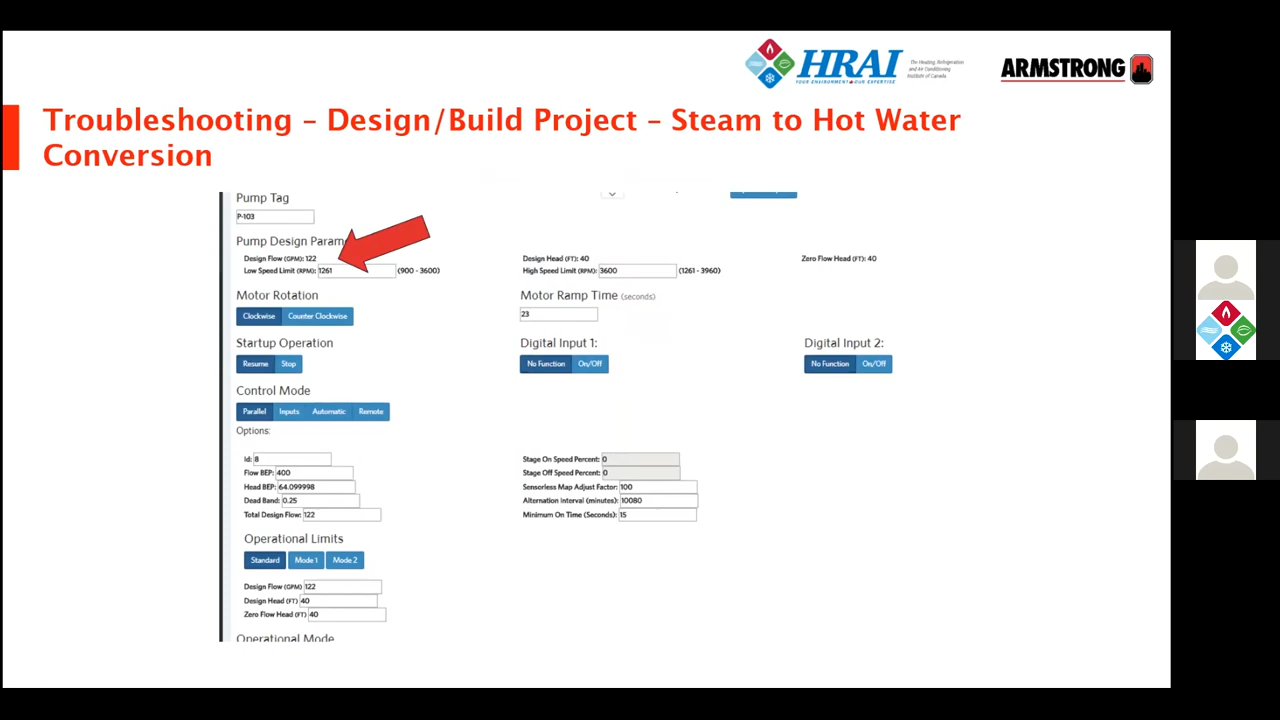 HRAI
YOUR ENVIRONMENT OUR EXPERTISE
The Heating, Refrigeration
and Air Conditioning
Institute of Canada
ARMSTRONG
Troubleshooting – Design/Build Project – Steam to Hot Water
Conversion
Pump Tag
P-103
Pump Design Parame
Design Flow (GPM): 122
Design Head (FT): 40
Zero Flow Head (FT): 40
Low Speed Limit (RPM): 1261 (900 - 3600)
High Speed Limit (RPM): 3600 (1261 - 3960)
Motor Rotation
Motor Ramp Time (seconds)
Clockwise Counter Clockwise
23
Startup Operation
Digital Input 1:
Digital Input 2:
Resume Stop
No Function On/Off
No Function On/Off
Control Mode
Parallel Inputs Automatic Remote
Options:
Id: 8
Stage On Speed Percent: 0
Flow BEP: 400
Stage Off Speed Percent: 0
Head BEP: 64.099998
Sensorless Map Adjust Factor: 100
Dead Band: 0.25
Alternation Interval (minutes): 10080
Total Design Flow: 122
Minimum On Time (Seconds): 15
Operational Limits
Standard Mode 1 Mode 2
Design Flow (GPM) 122
Design Head (FT) 40
Zero Flow Head (FT) 40
Operational Mode